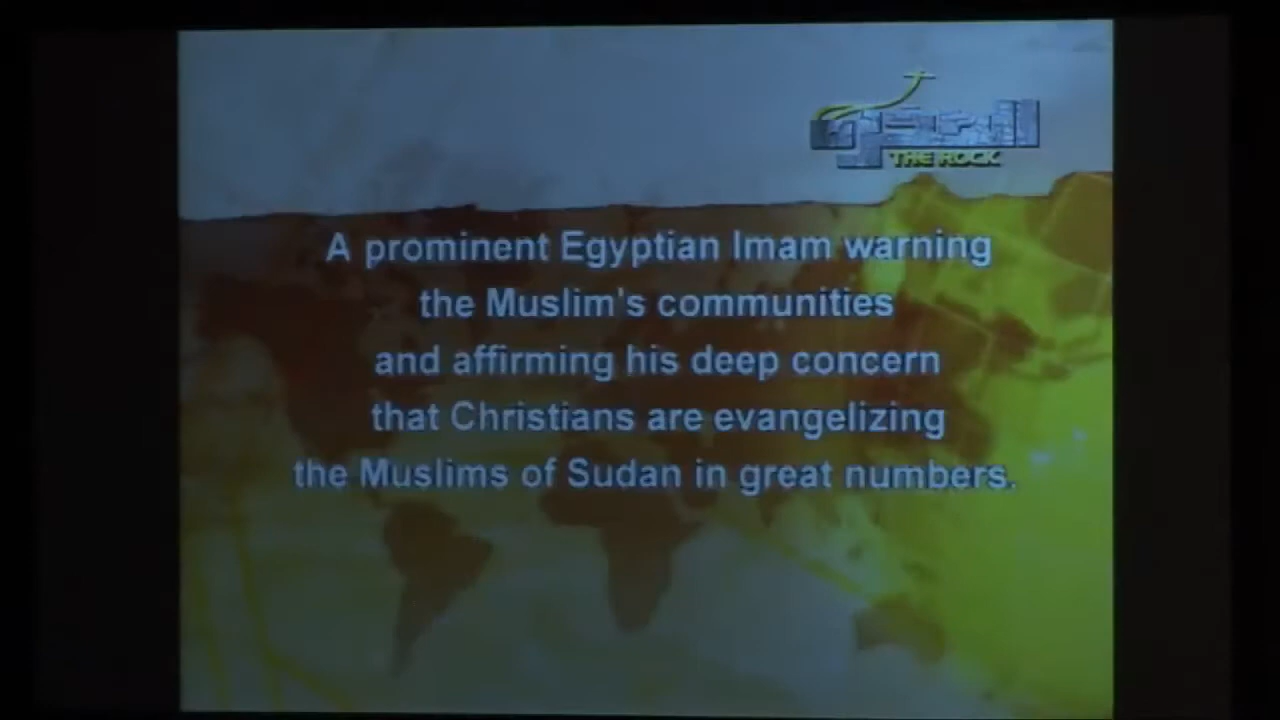 THE ROCK
A prominent Egyptian Imam warning
the Muslim's communities
and affirming his deep concern
that Christians are evangelizing
the Muslims of Sudan in great numbers.